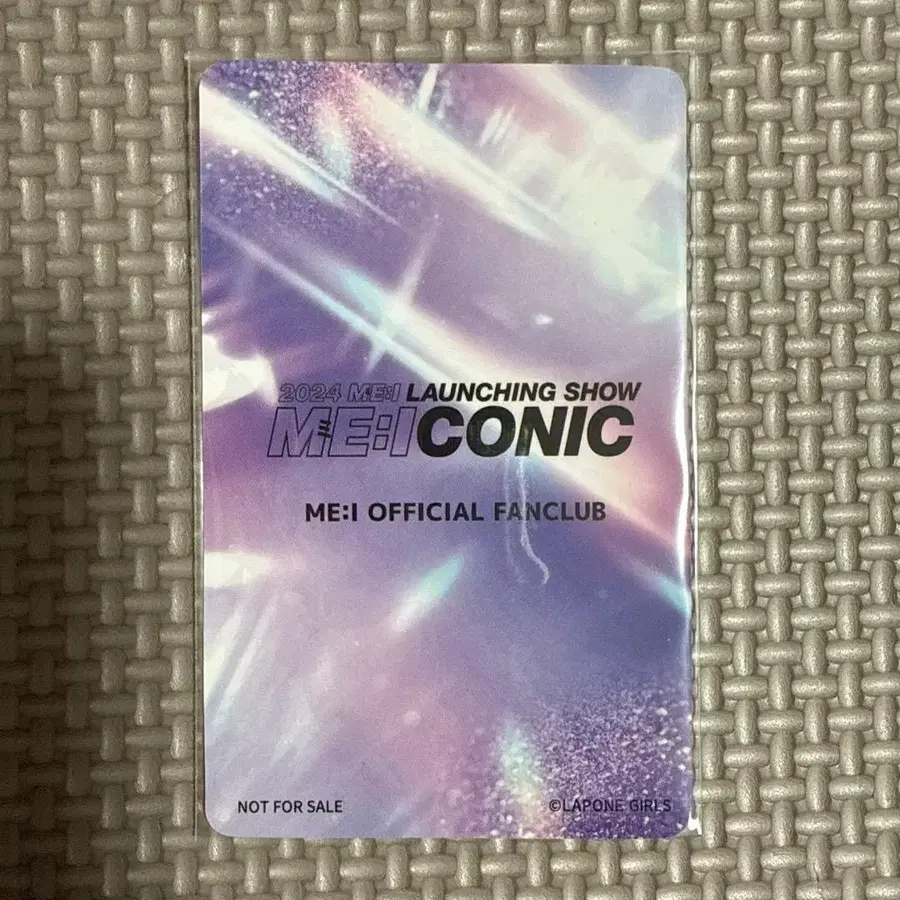 2024 ME:I LAUNCHING SHOW
ME:ICONIC
ME:I OFFICIAL FANCLUB
NOT FOR SALE
©LAPONE GIRLS